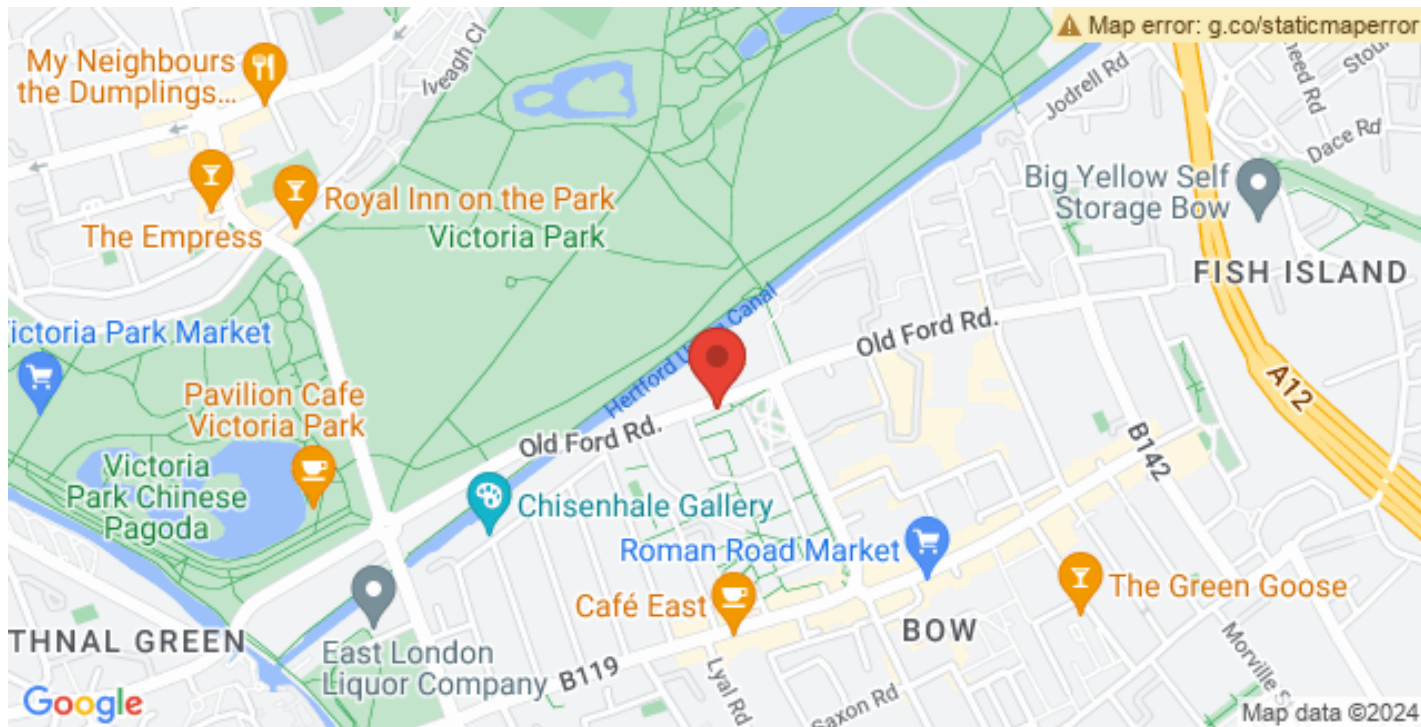 Map error: g.co/staticmaperror
My Neighbours
the Dumplings...
Iveagh Cl
Jodrell Rd
Dace Rd
Big Yellow Self
Storage Bow
Royal Inn on the Park
The Empress
Victoria Park
FISH ISLAND
Victoria Park Market
Old Ford Rd.
A12
Pavilion Cafe
Victoria Park
Old Ford Rd.
Victoria
Park Chinese
Pagoda
B142
Chisenhale Gallery
Roman Road Market
Café East
The Green Goose
THNAL GREEN
BOW
East London
Liquor Company
B119
Lyal Rd
Saxon Rd
Morville S
Google
Map data ©2024